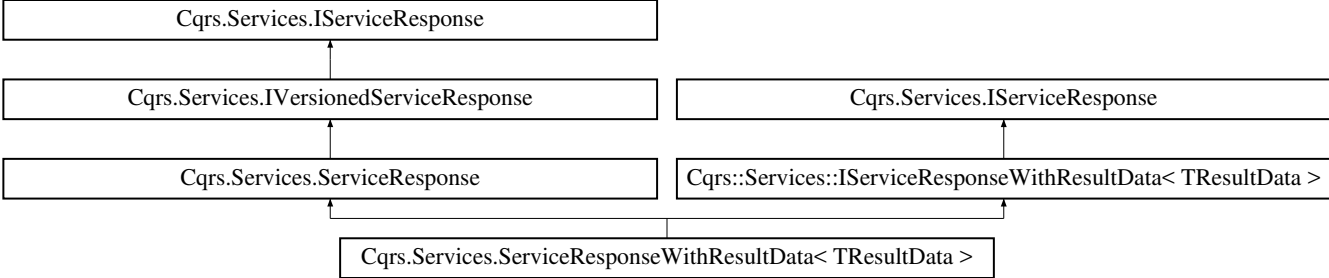 Cqrs.Services.IServiceResponse
Cqrs.Services.IVersionedServiceResponse
Cqrs.Services.IServiceResponse
Cqrs.Services.ServiceResponse
Cqrs::Services::IServiceResponseWithResultData< TResultData >
Cqrs.Services.ServiceResponseWithResultData< TResultData >